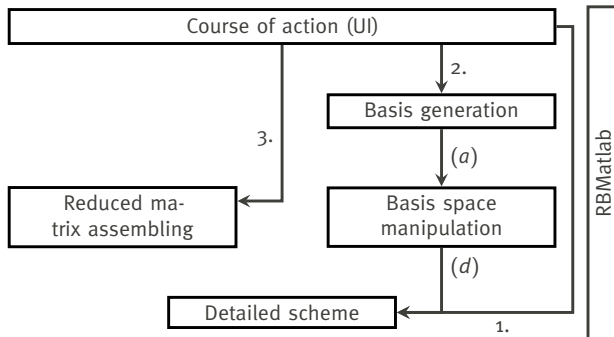 Course of action (UI)
2.
Basis generation
3.
(a)
Reduced ma-
trix assembling
Basis space
manipulation
(d)
Detailed scheme
1.
RBMatlab